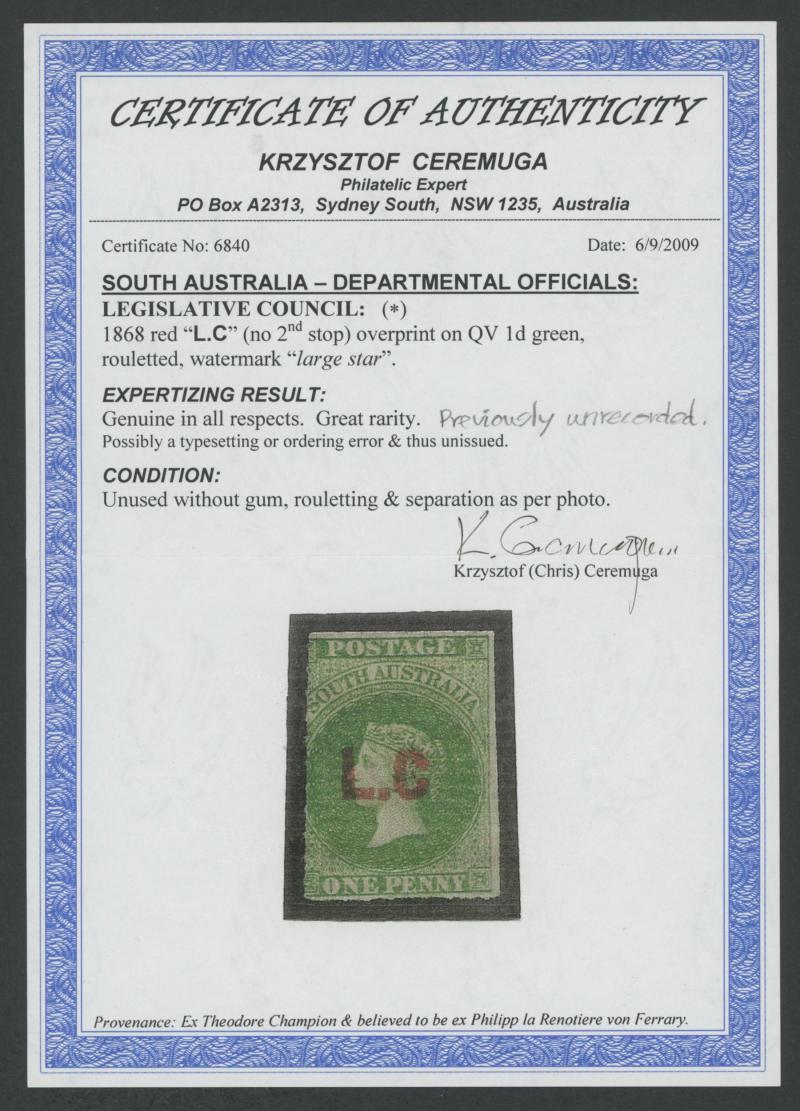 CERTIFICATE OF AUTHENTICITY
KRZYSZTOF CEREMUGA
Philatelic Expert
PO Box A2313, Sydney South, NSW 1235, Australia
Certificate No: 6840 Date: 6/9/2009
SOUTH AUSTRALIA – DEPARTMENTAL OFFICIALS:
LEGISLATIVE COUNCIL: (*)
1868 red “L.C” (no 2nd stop) overprint on QV 1d green,
rouletted, watermark “large star”.
EXPERTIZING RESULT:
Genuine in all respects. Great rarity. Previously unrecorded.
Possibly a typesetting or ordering error & thus unissued.
CONDITION:
Unused without gum, rouletting & separation as per photo.
K. Ceremuga
Krzysztof (Chris) Ceremuga
POSTAGE
SOUTH AUSTRALIA
L.C
ONE PENNY
Provenance: Ex Theodore Champion & believed to be ex Philipp la Renotiere von Ferrary.